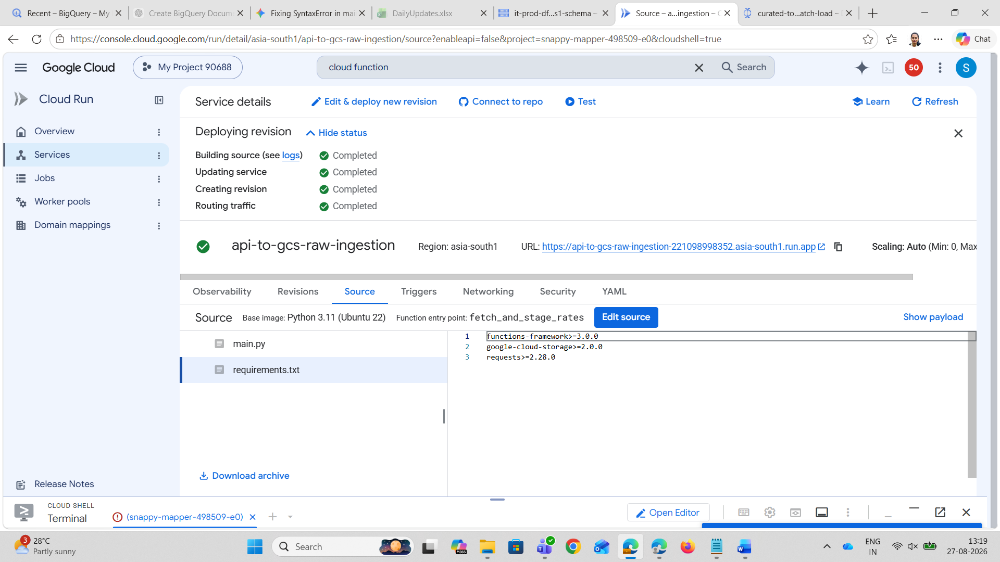 Recent – BigQuery – My
Create BigQuery Docum
Fixing SyntaxError in mai
DailyUpdates.xlsx
it-prod-df...s1-schema –
Source – a...ingestion – C
curated-to...atch-load – D
https://console.cloud.google.com/run/detail/asia-south1/api-to-gcs-raw-ingestion/source?enableapi=false&project=snappy-mapper-498509-e0&cloudshell=true
Chat
Google Cloud
My Project 90688
cloud function
Search
50
S
Cloud Run
Overview
Services
Jobs
Worker pools
Domain mappings
Release Notes
Service details
Edit & deploy new revision
Connect to repo
Test
Learn
Refresh
Deploying revision
Hide status
Building source (see logs) Completed
Updating service Completed
Creating revision Completed
Routing traffic Completed
api-to-gcs-raw-ingestion
Region: asia-south1
URL: https://api-to-gcs-raw-ingestion-221098998352.asia-south1.run.app
Scaling: Auto (Min: 0, Max
Observability
Revisions
Source
Triggers
Networking
Security
YAML
Source
Base image: Python 3.11 (Ubuntu 22)
Function entry point: fetch_and_stage_rates
Edit source
Show payload
main.py
requirements.txt
1 functions-framework>=3.0.0
2 google-cloud-storage>=2.0.0
3 requests>=2.28.0
Download archive
CLOUD SHELL
Terminal
(snappy-mapper-498509-e0)
Open Editor
3
28°C
Partly sunny
Search
M365
ENG
IN
13:19
27-08-2026